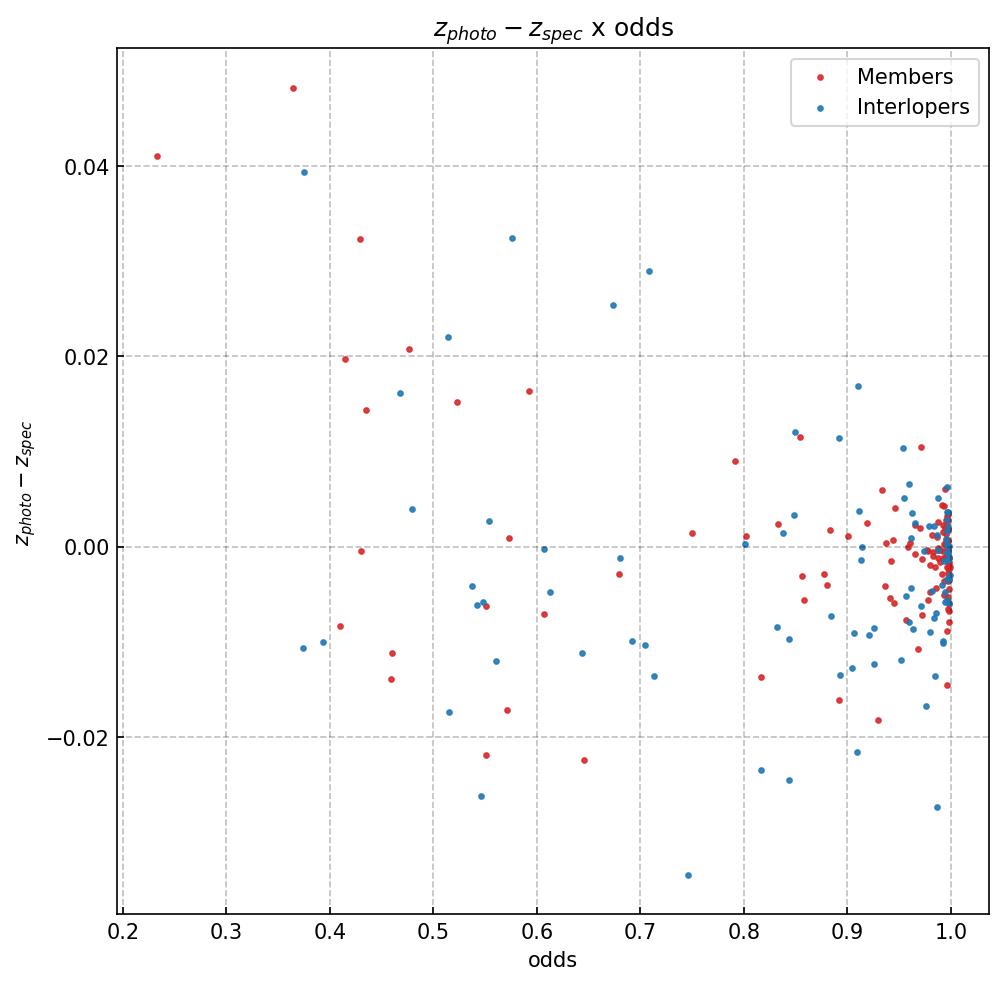 z_photo − z_spec x odds
Members
Interlopers
z_photo − z_spec
0.04
0.02
0.00
−0.02
0.2 0.3 0.4 0.5 0.6 0.7 0.8 0.9 1.0
odds